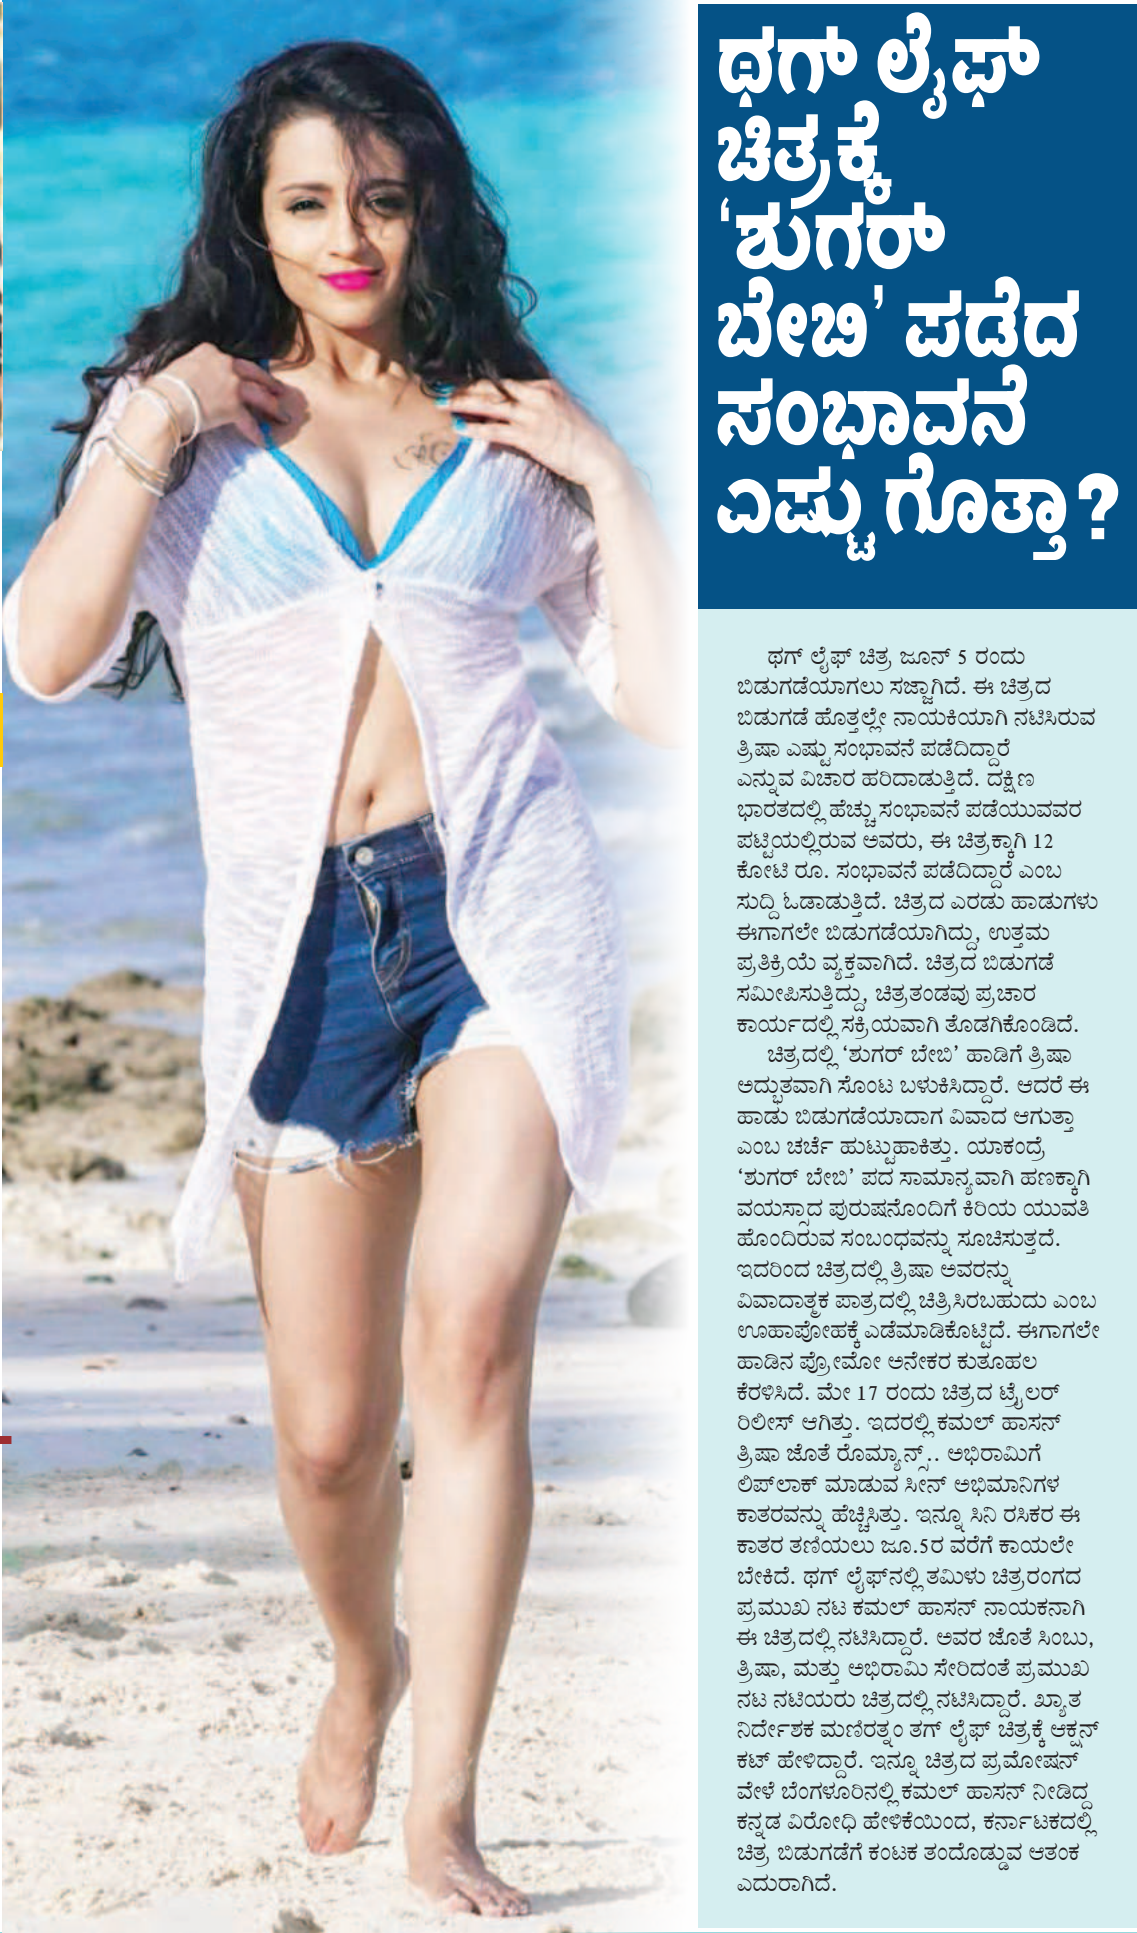 ಥಗ್ ಲೈಫ್
ಚಿತ್ರಕ್ಕೆ
‘ಶುಗರ್
ಬೇಬಿ’ ಪಡೆದ
ಸಂಭಾವನೆ
ಎಷ್ಟು ಗೊತ್ತಾ?
ಥಗ್ ಲೈಫ್ ಚಿತ್ರ ಜೂನ್ 5 ರಂದು
ಬಿಡುಗಡೆಯಾಗಲು ಸಜ್ಜಾಗಿದೆ. ಈ ಚಿತ್ರದ
ಬಿಡುಗಡೆ ಹೊತ್ತಲ್ಲೇ ನಾಯಕಿಯಾಗಿ ನಟಿಸಿರುವ
ತ್ರಿಷಾ ಎಷ್ಟು ಸಂಭಾವನೆ ಪಡೆದಿದ್ದಾರೆ
ಎನ್ನುವ ವಿಚಾರ ಹರಿದಾಡುತ್ತಿದೆ. ದಕ್ಷಿಣ
ಭಾರತದಲ್ಲಿ ಹೆಚ್ಚು ಸಂಭಾವನೆ ಪಡೆಯುವವರ
ಪಟ್ಟಿಯಲ್ಲಿರುವ ಅವರು, ಈ ಚಿತ್ರಕ್ಕಾಗಿ 12
ಕೋಟಿ ರೂ. ಸಂಭಾವನೆ ಪಡೆದಿದ್ದಾರೆ ಎಂಬ
ಸುದ್ದಿ ಓಡಾಡುತ್ತಿದೆ. ಚಿತ್ರದ ಎರಡು ಹಾಡುಗಳು
ಈಗಾಗಲೇ ಬಿಡುಗಡೆಯಾಗಿದ್ದು, ಉತ್ತಮ
ಪ್ರತಿಕ್ರಿಯೆ ವ್ಯಕ್ತವಾಗಿದೆ. ಚಿತ್ರದ ಬಿಡುಗಡೆ
ಸಮೀಪಿಸುತ್ತಿದ್ದು, ಚಿತ್ರತಂಡವು ಪ್ರಚಾರ
ಕಾರ್ಯದಲ್ಲಿ ಸಕ್ರಿಯವಾಗಿ ತೊಡಗಿಕೊಂಡಿದೆ.
ಚಿತ್ರದಲ್ಲಿ ‘ಶುಗರ್ ಬೇಬಿ’ ಹಾಡಿಗೆ ತ್ರಿಷಾ
ಅದ್ಭುತವಾಗಿ ಸೊಂಟ ಬಳುಕಿಸಿದ್ದಾರೆ. ಆದರೆ ಈ
ಹಾಡು ಬಿಡುಗಡೆಯಾದಾಗ ವಿವಾದ ಆಗುತ್ತಾ
ಎಂಬ ಚರ್ಚೆ ಹುಟ್ಟುಹಾಕಿತ್ತು. ಯಾಕಂದ್ರೆ
‘ಶುಗರ್ ಬೇಬಿ’ ಪದ ಸಾಮಾನ್ಯವಾಗಿ ಹಣಕ್ಕಾಗಿ
ವಯಸ್ಸಾದ ಪುರುಷನೊಂದಿಗೆ ಕಿರಿಯ ಯುವತಿ
ಹೊಂದಿರುವ ಸಂಬಂಧವನ್ನು ಸೂಚಿಸುತ್ತದೆ.
ಇದರಿಂದ ಚಿತ್ರದಲ್ಲಿ ತ್ರಿಷಾ ಅವರನ್ನು
ವಿವಾದಾತ್ಮಕ ಪಾತ್ರದಲ್ಲಿ ಚಿತ್ರಿಸಿರಬಹುದು ಎಂಬ
ಊಹಾಪೋಹಕ್ಕೆ ಎಡೆಮಾಡಿಕೊಟ್ಟಿದೆ. ಈಗಾಗಲೇ
ಹಾಡಿನ ಪ್ರೋಮೋ ಅನೇಕರ ಕುತೂಹಲ
ಕೆರಳಿಸಿದೆ. ಮೇ 17 ರಂದು ಚಿತ್ರದ ಟ್ರೈಲರ್
ರಿಲೀಸ್ ಆಗಿತ್ತು. ಇದರಲ್ಲಿ ಕಮಲ್ ಹಾಸನ್
ತ್ರಿಷಾ ಜೊತೆ ರೊಮ್ಯಾನ್ಸ್.. ಅಭಿರಾಮಿಗೆ
ಲಿಪ್‌ಲಾಕ್ ಮಾಡುವ ಸೀನ್ ಅಭಿಮಾನಿಗಳ
ಕಾತರವನ್ನು ಹೆಚ್ಚಿಸಿತ್ತು. ಇನ್ನೂ ಸಿನಿ ರಸಿಕರ ಈ
ಕಾತರ ತಣಿಯಲು ಜೂ.5ರ ವರೆಗೆ ಕಾಯಲೇ
ಬೇಕಿದೆ. ಥಗ್ ಲೈಫ್‌ನಲ್ಲಿ ತಮಿಳು ಚಿತ್ರರಂಗದ
ಪ್ರಮುಖ ನಟ ಕಮಲ್ ಹಾಸನ್ ನಾಯಕನಾಗಿ
ಈ ಚಿತ್ರದಲ್ಲಿ ನಟಿಸಿದ್ದಾರೆ. ಅವರ ಜೊತೆ ಸಿಂಬು,
ತ್ರಿಷಾ, ಮತ್ತು ಅಭಿರಾಮಿ ಸೇರಿದಂತೆ ಪ್ರಮುಖ
ನಟ ನಟಿಯರು ಚಿತ್ರದಲ್ಲಿ ನಟಿಸಿದ್ದಾರೆ. ಖ್ಯಾತ
ನಿರ್ದೇಶಕ ಮಣಿರತ್ನಂ ತಗ್ ಲೈಫ್ ಚಿತ್ರಕ್ಕೆ ಆಕ್ಷನ್
ಕಟ್ ಹೇಳಿದ್ದಾರೆ. ಇನ್ನೂ ಚಿತ್ರದ ಪ್ರಮೋಷನ್
ವೇಳೆ ಬೆಂಗಳೂರಿನಲ್ಲಿ ಕಮಲ್ ಹಾಸನ್ ನೀಡಿದ್ದ
ಕನ್ನಡ ವಿರೋಧಿ ಹೇಳಿಕೆಯಿಂದ, ಕರ್ನಾಟಕದಲ್ಲಿ
ಚಿತ್ರ ಬಿಡುಗಡೆಗೆ ಕಂಟಕ ತಂದೊಡ್ಡುವ ಆತಂಕ
ಎದುರಾಗಿದೆ.